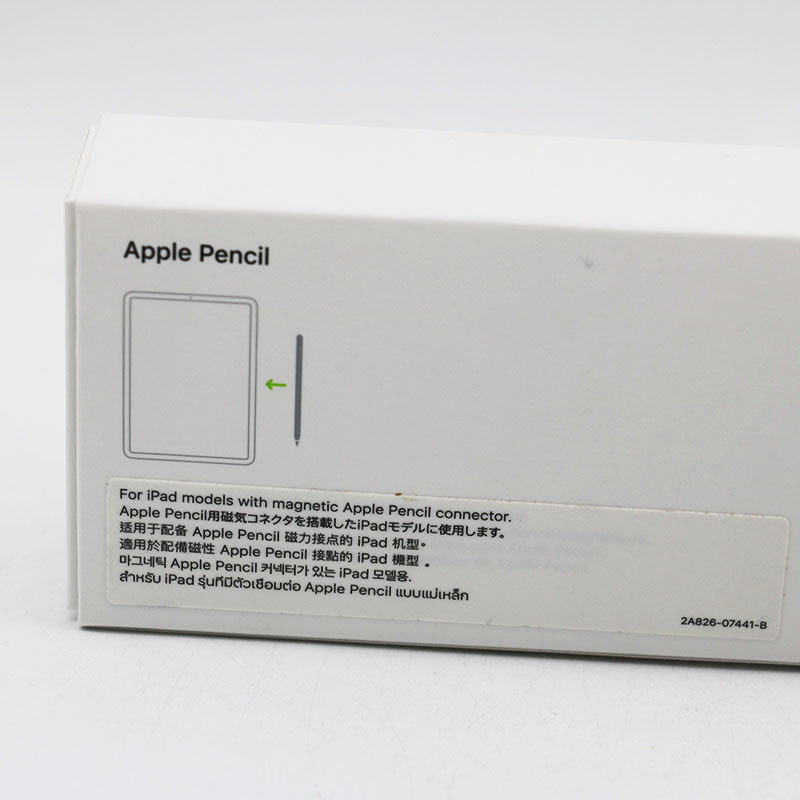 Apple Pencil
For iPad models with magnetic Apple Pencil connector.
Apple Pencil用磁気コネクタを搭載したiPadモデルに使用します。
适用于配备 Apple Pencil 磁力接点的 iPad 机型。
適用於配備磁性 Apple Pencil 接點的 iPad 機型 。
마그네틱 Apple Pencil 커넥터가 있는 iPad 모델용.
สำหรับ iPad รุ่นที่มีตัวเชื่อมต่อ Apple Pencil แบบแม่เหล็ก
2A826-07441-B